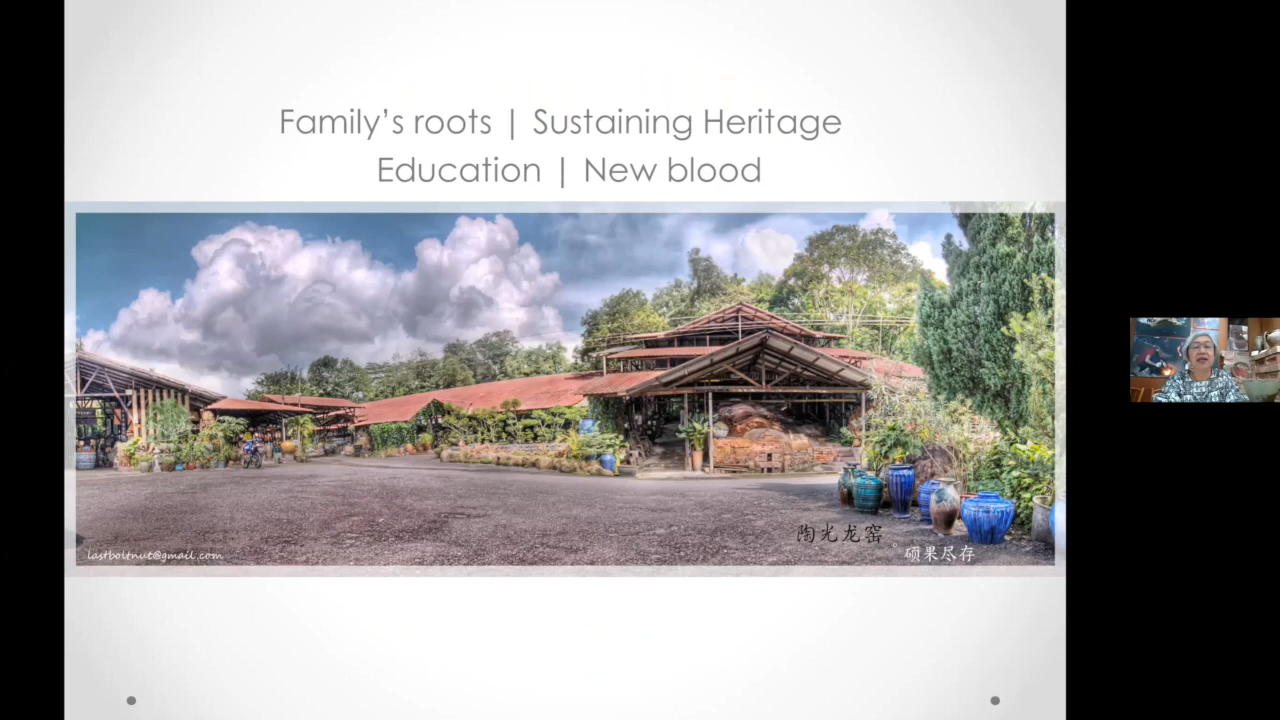 Family’s roots | Sustaining Heritage
Education | New blood
陶光龙窑
硕果尽存
lastboltnut@gmail.com